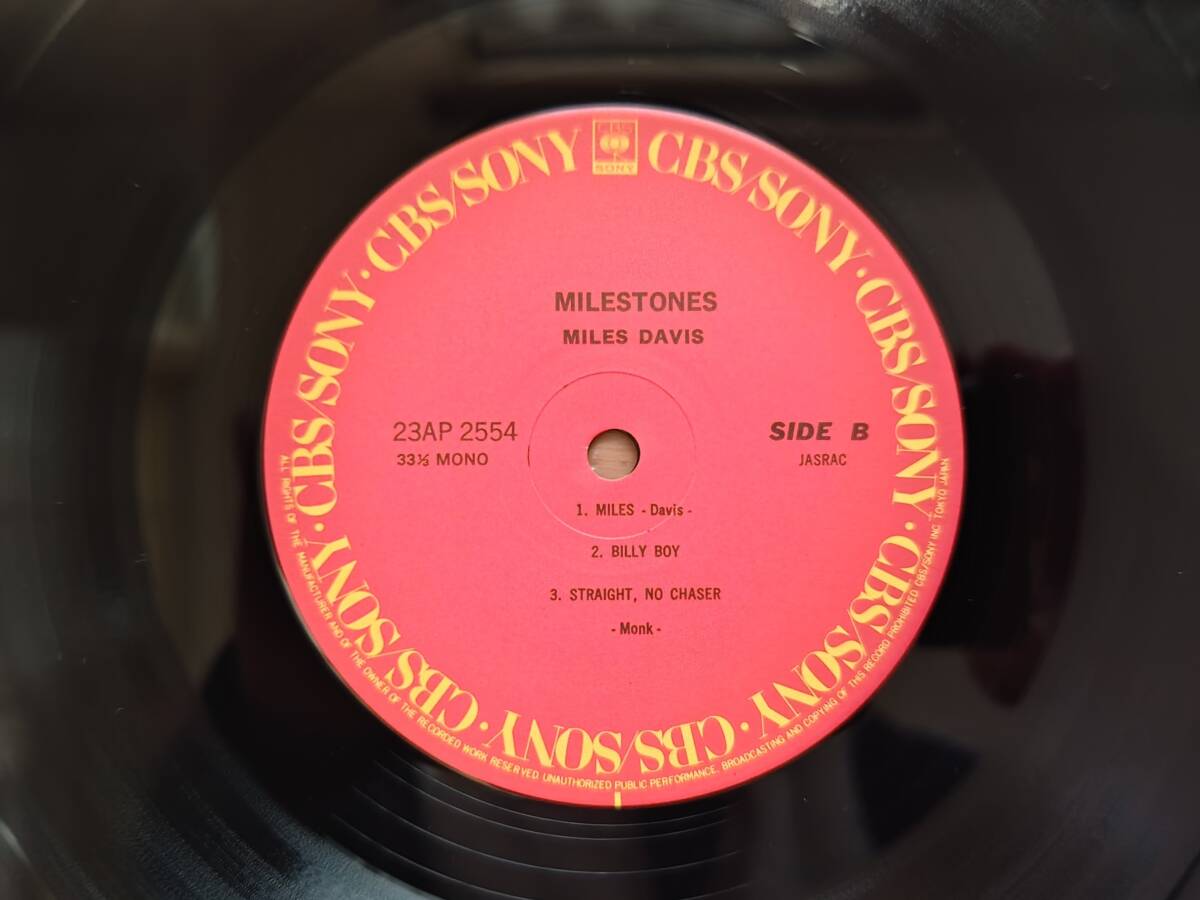 CBS
SONY
CBS/SONY · CBS/SONY · CBS/SONY · CBS/SONY · CBS/SONY · CBS/SONY · CBS/SONY · CBS/SONY · CBS/SONY
MILESTONES
MILES DAVIS
23AP 2554
33⅓ MONO
SIDE B
JASRAC
1. MILES - Davis -
2. BILLY BOY
3. STRAIGHT, NO CHASER
- Monk -
ALL RIGHTS OF THE MANUFACTURER AND OF THE OWNER OF THE RECORDED WORK RESERVED. UNAUTHORIZED PUBLIC PERFORMANCE. BROADCASTING AND COPYING OF THIS RECORD PROHIBITED CBS/SONY INC. TOKYO JAPAN